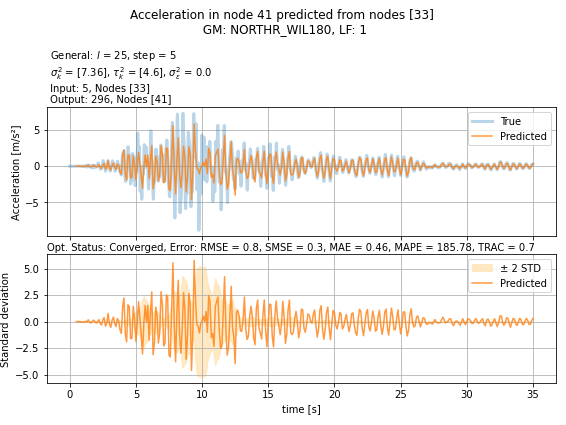 Acceleration in node 41 predicted from nodes [33]
GM: NORTHR_WIL180, LF: 1
General: l = 25, step = 5
σ²ₖ = [7.36], τ²ₖ = [4.6], σ²ε = 0.0
Input: 5, Nodes [33]
Output: 296, Nodes [41]
Acceleration [m/s²]
5
0
−5
True
Predicted
Opt. Status: Converged, Error: RMSE = 0.8, SMSE = 0.3, MAE = 0.46, MAPE = 185.78, TRAC = 0.7
Standard deviation
5.0
2.5
0.0
−2.5
−5.0
± 2 STD
Predicted
0 5 10 15 20 25 30 35
time [s]